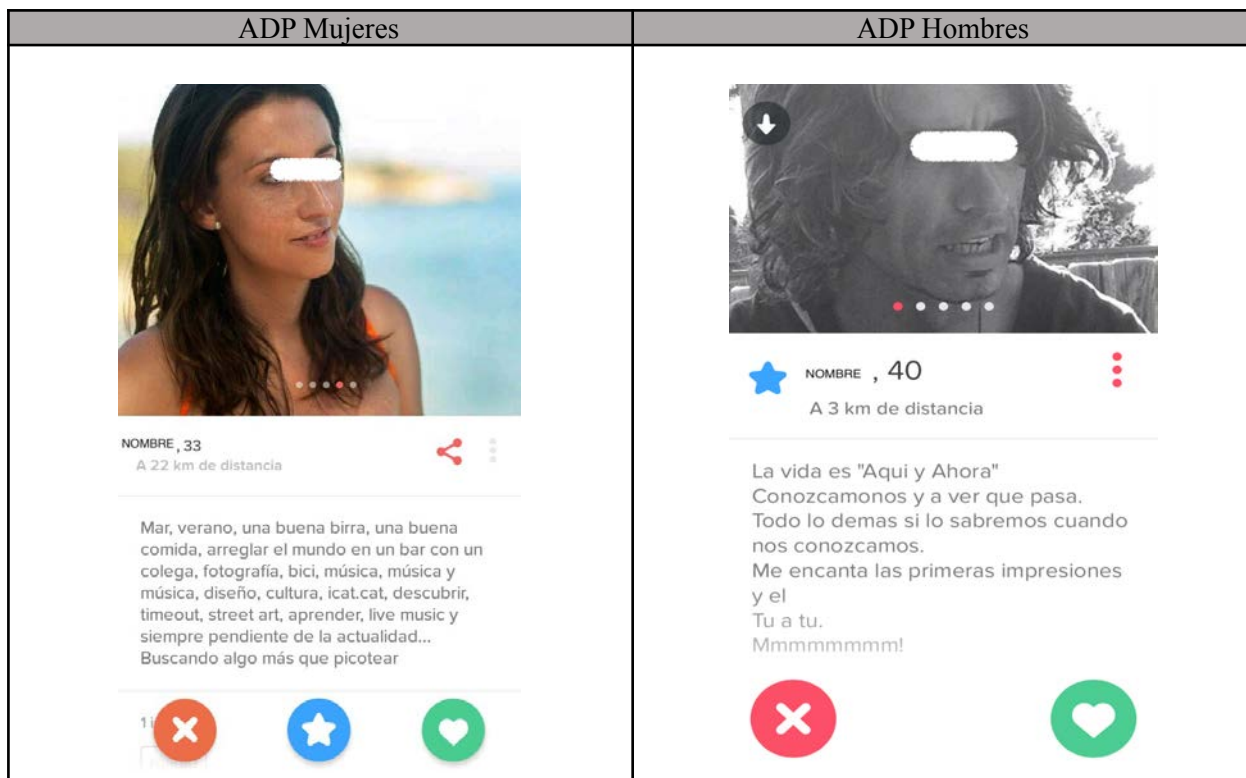 ADP Mujeres
ADP Hombres
NOMBRE, 33
A 22 km de distancia
Mar, verano, una buena birra, una buena
comida, arreglar el mundo en un bar con un
colega, fotografía, bici, música, música y
música, diseño, cultura, icat.cat, descubrir,
timeout, street art, aprender, live music y
siempre pendiente de la actualidad...
Buscando algo más que picotear
NOMBRE , 40
A 3 km de distancia
La vida es "Aqui y Ahora"
Conozcamonos y a ver que pasa.
Todo lo demas si lo sabremos cuando
nos conozcamos.
Me encanta las primeras impresiones
y el
Tu a tu.
Mmmmmmmm!